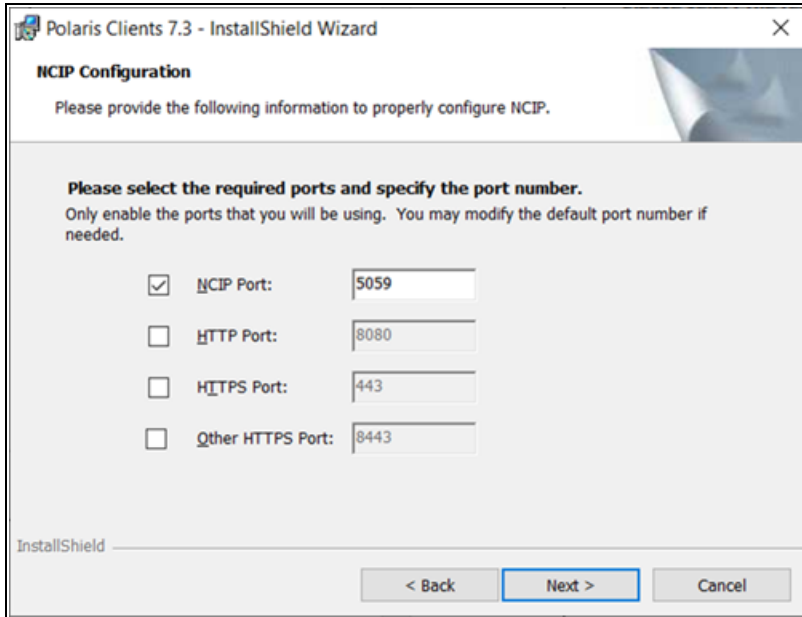 Polaris Clients 7.3 - InstallShield Wizard
NCIP Configuration
Please provide the following information to properly configure NCIP.
Please select the required ports and specify the port number.
Only enable the ports that you will be using. You may modify the default port number if
needed.
NCIP Port: 5059
HTTP Port: 8080
HTTPS Port: 443
Other HTTPS Port: 8443
InstallShield
< Back Next > Cancel